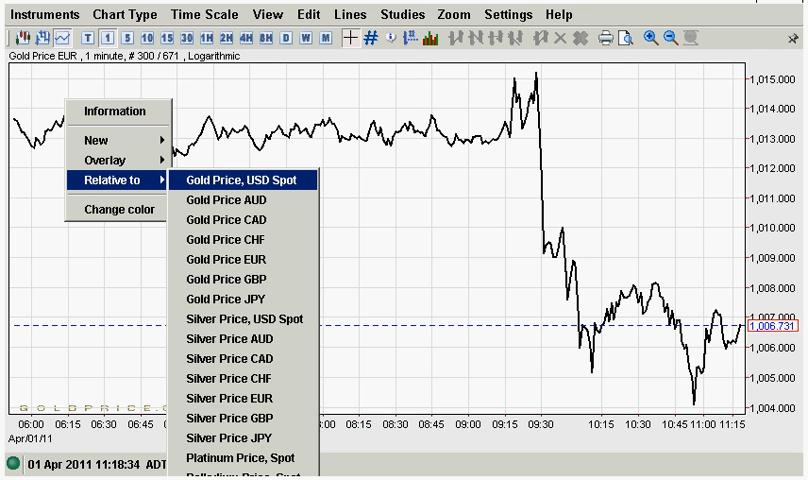 Instruments Chart Type Time Scale View Edit Lines Studies Zoom Settings Help
T 1 5 10 15 30 1H 2H 4H 8H D W M
Gold Price EUR , 1 minute, # 300 / 671 , Logarithmic
Information
New
Overlay
Relative to
Change color
Gold Price, USD Spot
Gold Price AUD
Gold Price CAD
Gold Price CHF
Gold Price EUR
Gold Price GBP
Gold Price JPY
Silver Price, USD Spot
Silver Price AUD
Silver Price CAD
Silver Price CHF
Silver Price EUR
Silver Price GBP
Silver Price JPY
Platinum Price, Spot
Palladium Price, Spot
1,015.000
1,014.000
1,013.000
1,012.000
1,011.000
1,010.000
1,009.000
1,008.000
1,007.000
1,006.731
1,006.000
1,005.000
1,004.000
GOLDPRICE.
06:00 06:15 06:30 06:45 08:15 08:30 08:45 09:00 09:15 09:30 10:15 10:30 10:45 11:00 11:15
Apr/01/11
01 Apr 2011 11:18:34 ADT